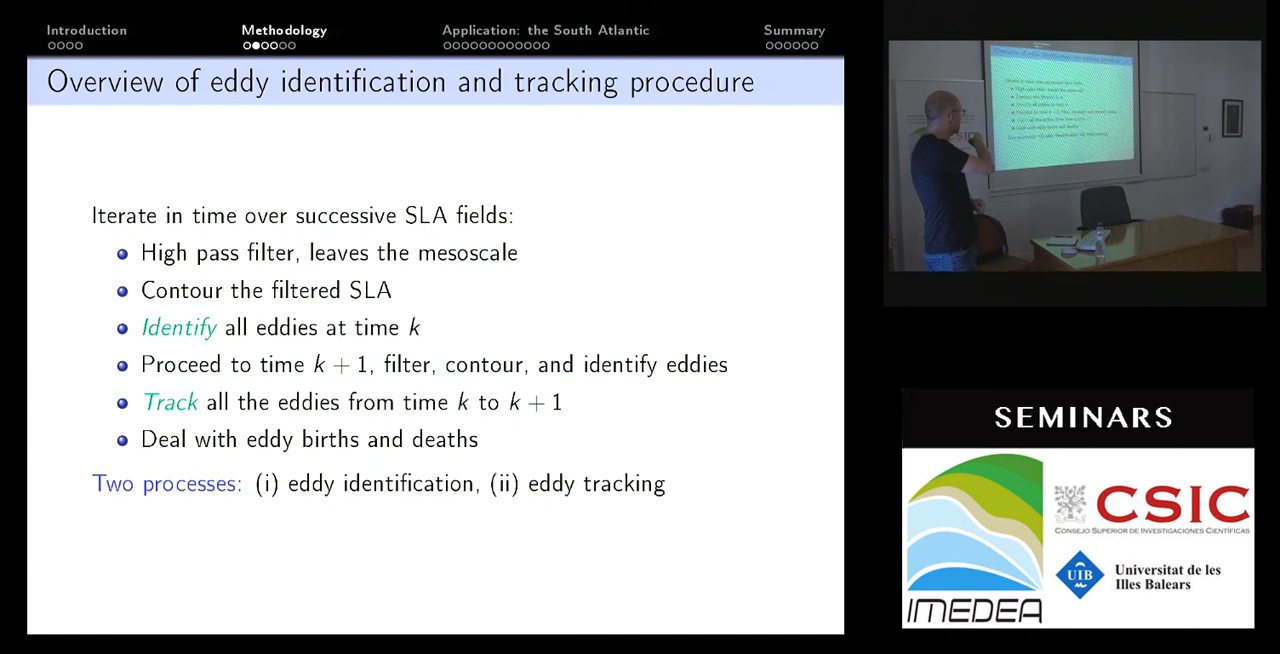 Introduction
Methodology
Application: the South Atlantic
Summary
Overview of eddy identification and tracking procedure
Iterate in time over successive SLA fields:
High pass filter, leaves the mesoscale
Contour the filtered SLA
Identify all eddies at time k
Proceed to time k + 1, filter, contour, and identify eddies
Track all the eddies from time k to k + 1
Deal with eddy births and deaths
Two processes: (i) eddy identification, (ii) eddy tracking
SEMINARS
CSIC
CONSEJO SUPERIOR DE INVESTIGACIONES CIENTÍFICAS
UIB
Universitat de les
Illes Balears
IMEDEA